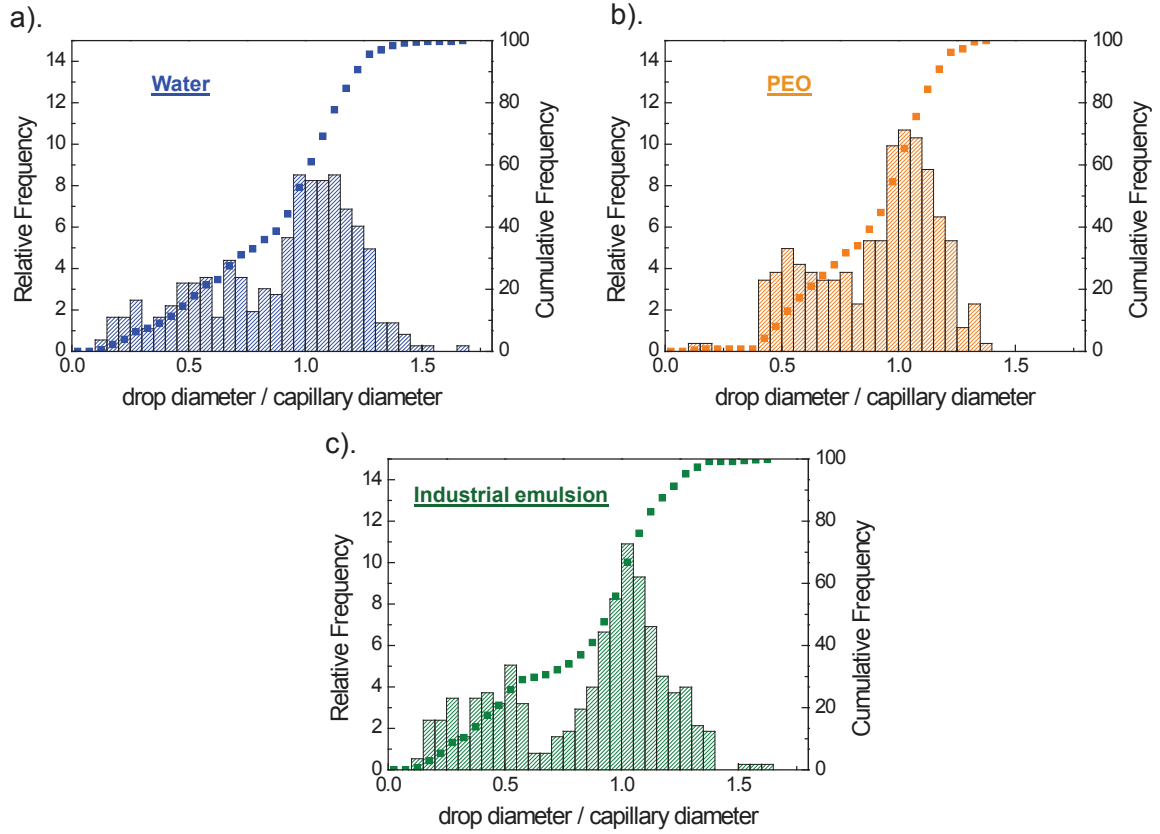 a).
Water
Relative Frequency
Cumulative Frequency
0 2 4 6 8 10 12 14
0 20 40 60 80 100
0.0 0.5 1.0 1.5
drop diameter / capillary diameter
b).
PEO
Relative Frequency
Cumulative Frequency
0 2 4 6 8 10 12 14
0 20 40 60 80 100
0.0 0.5 1.0 1.5
drop diameter / capillary diameter
c).
Industrial emulsion
Relative Frequency
Cumulative Frequency
0 2 4 6 8 10 12 14
0 20 40 60 80 100
0.0 0.5 1.0 1.5
drop diameter / capillary diameter